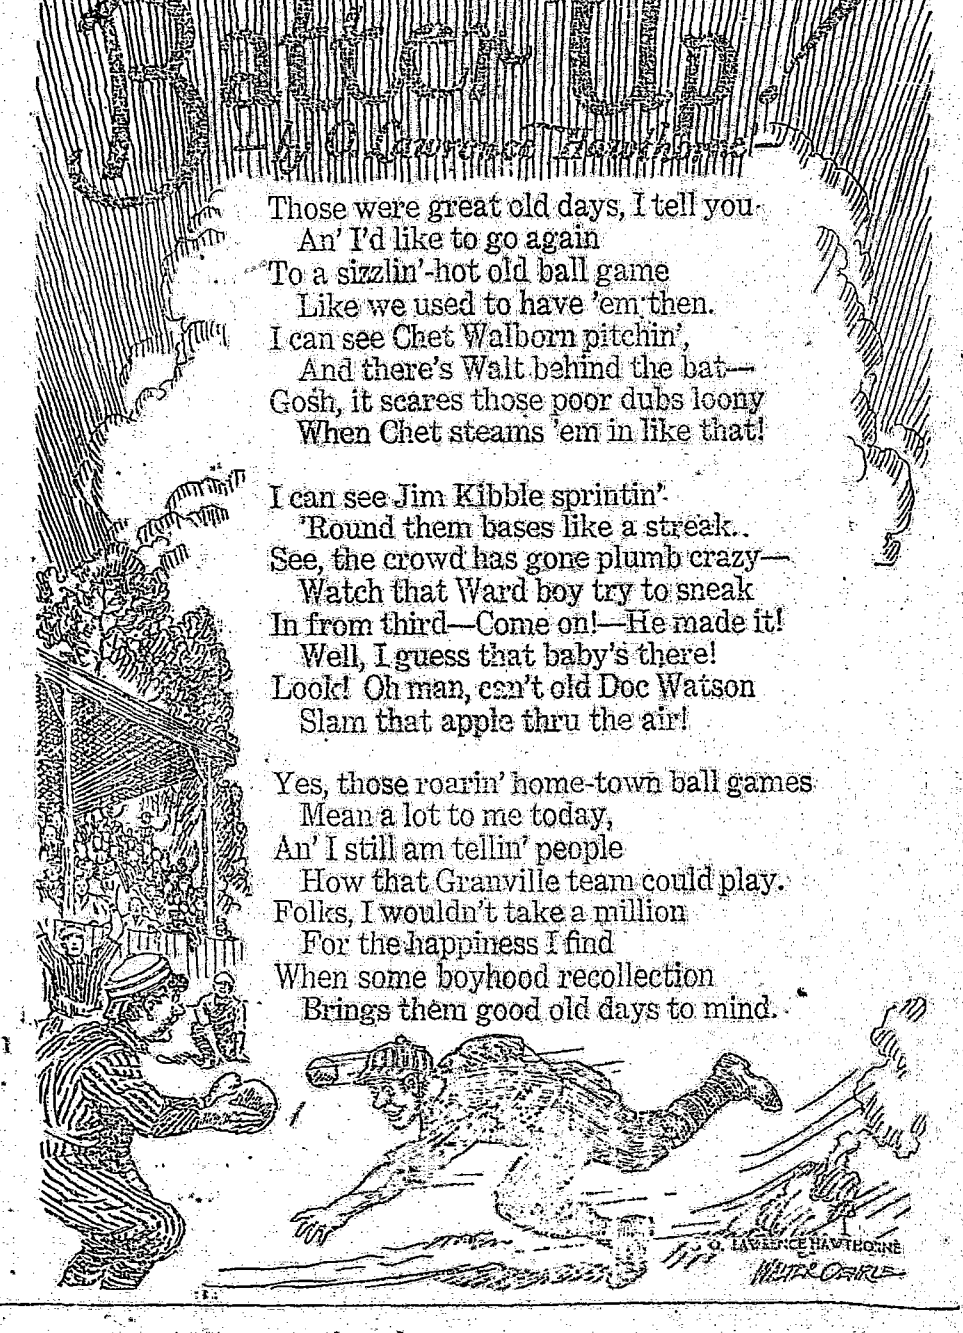 Batter Up!
—by O. Lawrence Hawthorne—
Those were great old days, I tell you
An' I'd like to go again
To a sizzlin'-hot old ball game
Like we used to have 'em then.
I can see Chet Walborn pitchin',
And there's Walt behind the bat—
Gosh, it scares those poor dubs loony
When Chet steams 'em in like that!
I can see Jim Kibble sprintin'
'Round them bases like a streak.
See, the crowd has gone plumb crazy—
Watch that Ward boy try to sneak
In from third—Come on!—He made it!
Well, I guess that baby's there!
Look! Oh man, can't old Doc Watson
Slam that apple thru the air!
Yes, those roarin' home-town ball games
Mean a lot to me today,
An' I still am tellin' people
How that Granville team could play.
Folks, I wouldn't take a million
For the happiness I find
When some boyhood recollection
Brings them good old days to mind.
O. LAWRENCE HAWTHORNE
WALTER OEHRLE